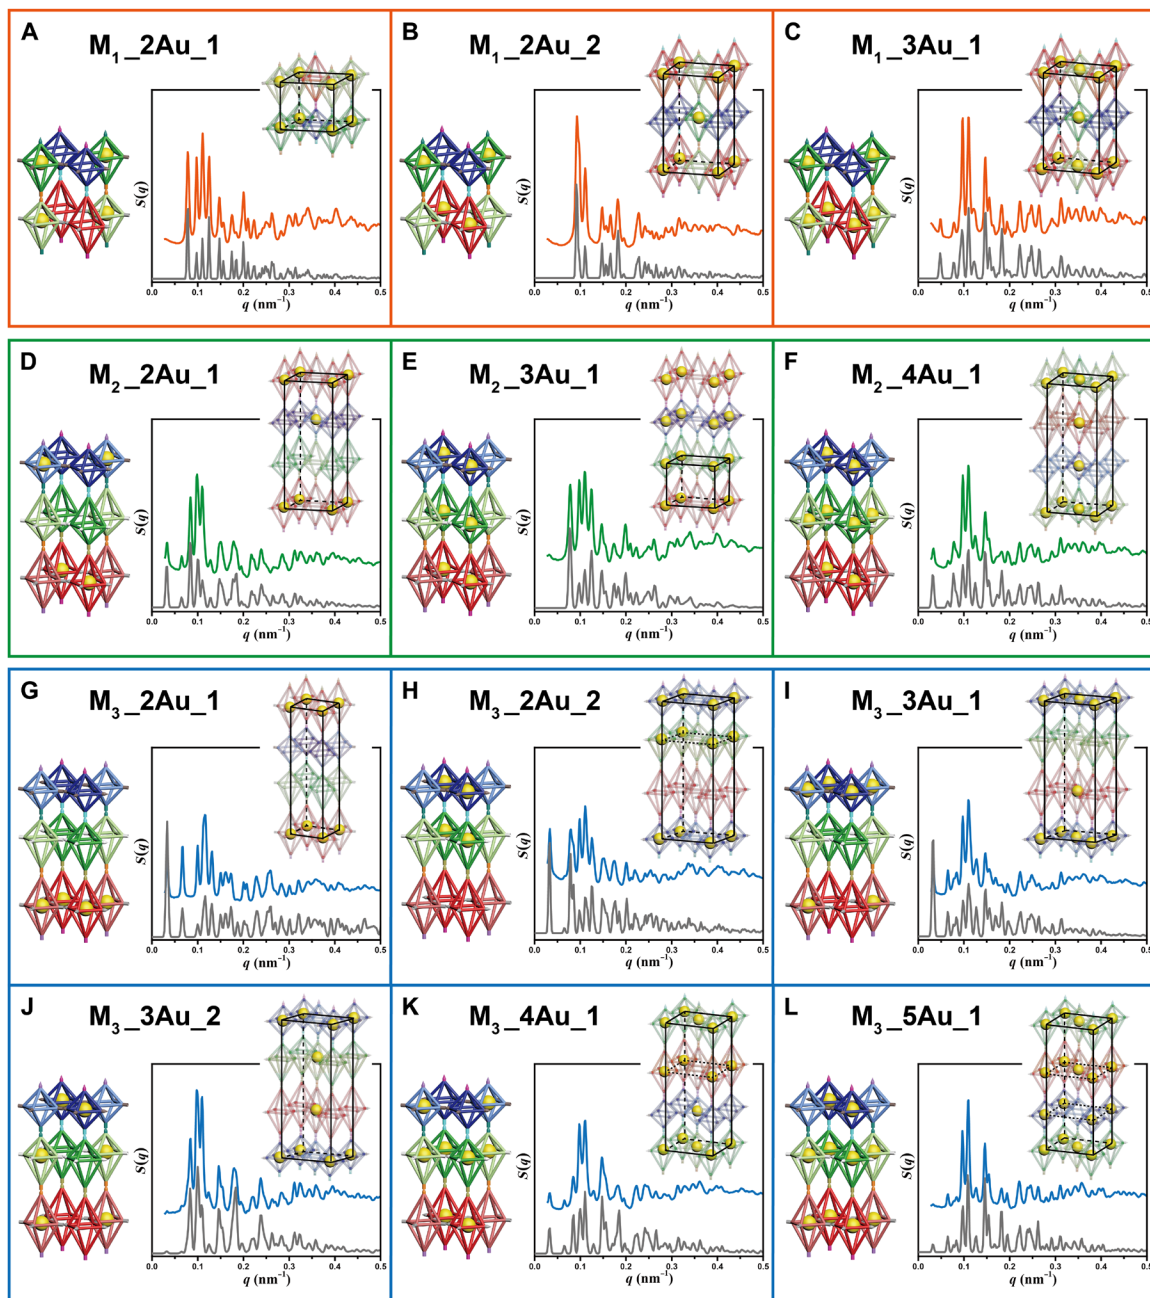 A M1_2Au_1
S(q)
0.0 0.1 0.2 0.3 0.4 0.5
q (nm−1)
B M1_2Au_2
S(q)
0.0 0.1 0.2 0.3 0.4 0.5
q (nm−1)
C M1_3Au_1
S(q)
0.0 0.1 0.2 0.3 0.4 0.5
q (nm−1)
D M2_2Au_1
S(q)
0.0 0.1 0.2 0.3 0.4 0.5
q (nm−1)
E M2_3Au_1
S(q)
0.0 0.1 0.2 0.3 0.4 0.5
q (nm−1)
F M2_4Au_1
S(q)
0.0 0.1 0.2 0.3 0.4 0.5
q (nm−1)
G M3_2Au_1
S(q)
0.0 0.1 0.2 0.3 0.4 0.5
q (nm−1)
H M3_2Au_2
S(q)
0.0 0.1 0.2 0.3 0.4 0.5
q (nm−1)
I M3_3Au_1
S(q)
0.0 0.1 0.2 0.3 0.4 0.5
q (nm−1)
J M3_3Au_2
S(q)
0.0 0.1 0.2 0.3 0.4 0.5
q (nm−1)
K M3_4Au_1
S(q)
0.0 0.1 0.2 0.3 0.4 0.5
q (nm−1)
L M3_5Au_1
S(q)
0.0 0.1 0.2 0.3 0.4 0.5
q (nm−1)